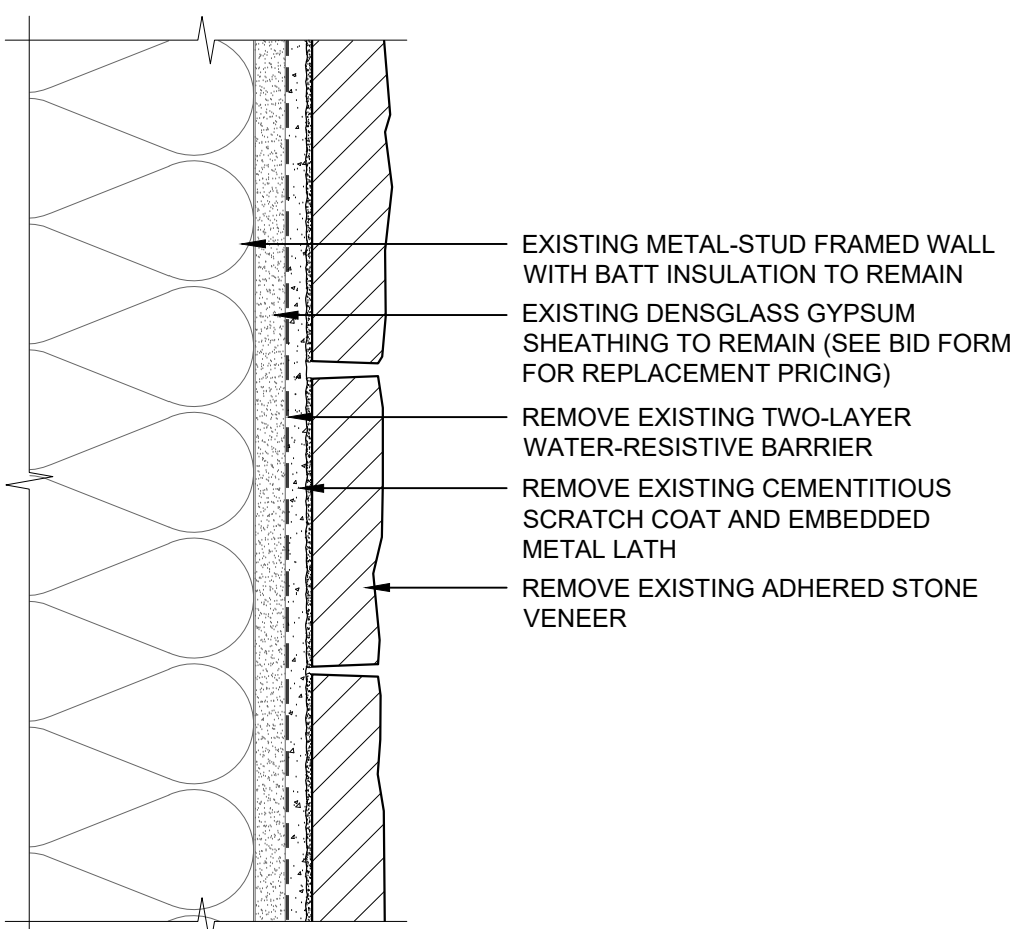 EXISTING METAL-STUD FRAMED WALL
WITH BATT INSULATION TO REMAIN
EXISTING DENSGLASS GYPSUM
SHEATHING TO REMAIN (SEE BID FORM
FOR REPLACEMENT PRICING)
REMOVE EXISTING TWO-LAYER
WATER-RESISTIVE BARRIER
REMOVE EXISTING CEMENTITIOUS
SCRATCH COAT AND EMBEDDED
METAL LATH
REMOVE EXISTING ADHERED STONE
VENEER